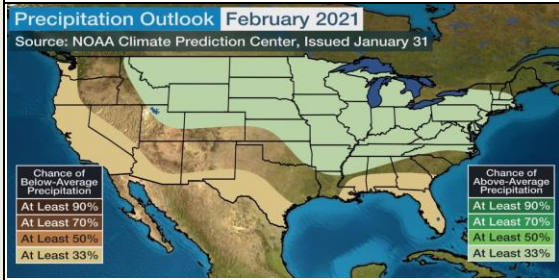 Precipitation Outlook February 2021
Source: NOAA Climate Prediction Center, Issued January 31
Chance of
Below-Average
Precipitation
At Least 90%
At Least 70%
At Least 50%
At Least 33%
Chance of
Above-Average
Precipitation
At Least 90%
At Least 70%
At Least 50%
At Least 33%